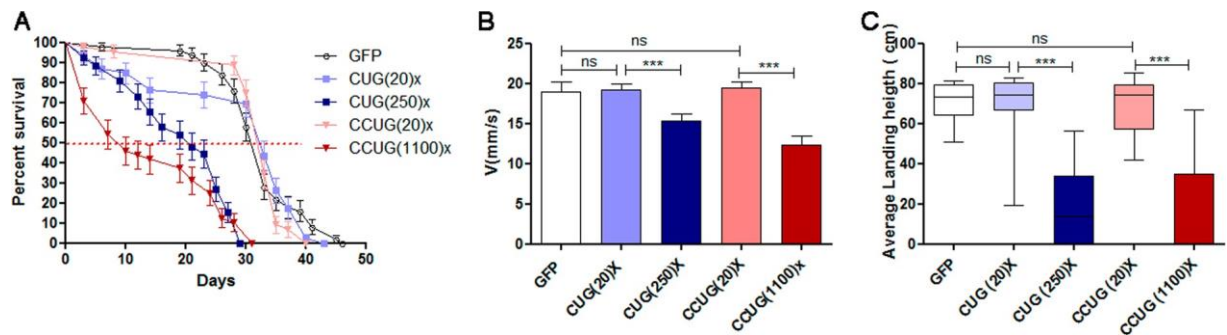 A
Percent survival
100
90
80
70
60
50
40
30
20
10
0
0 10 20 30 40 50
Days
GFP
CUG(20)x
CUG(250)x
CCUG(20)x
CCUG(1100)x
B
V(mm/s)
25
20
15
10
5
0
ns
ns *** ***
GFP
CUG(20)X
CUG(250)X
CCUG(20)X
CCUG(1100)x
C
Average Landing heigth ( cm)
100
80
60
40
20
0
ns
ns *** ***
GFP
CUG (20)X
CUG (250)X
CCUG (20)X
CCUG (1100)X